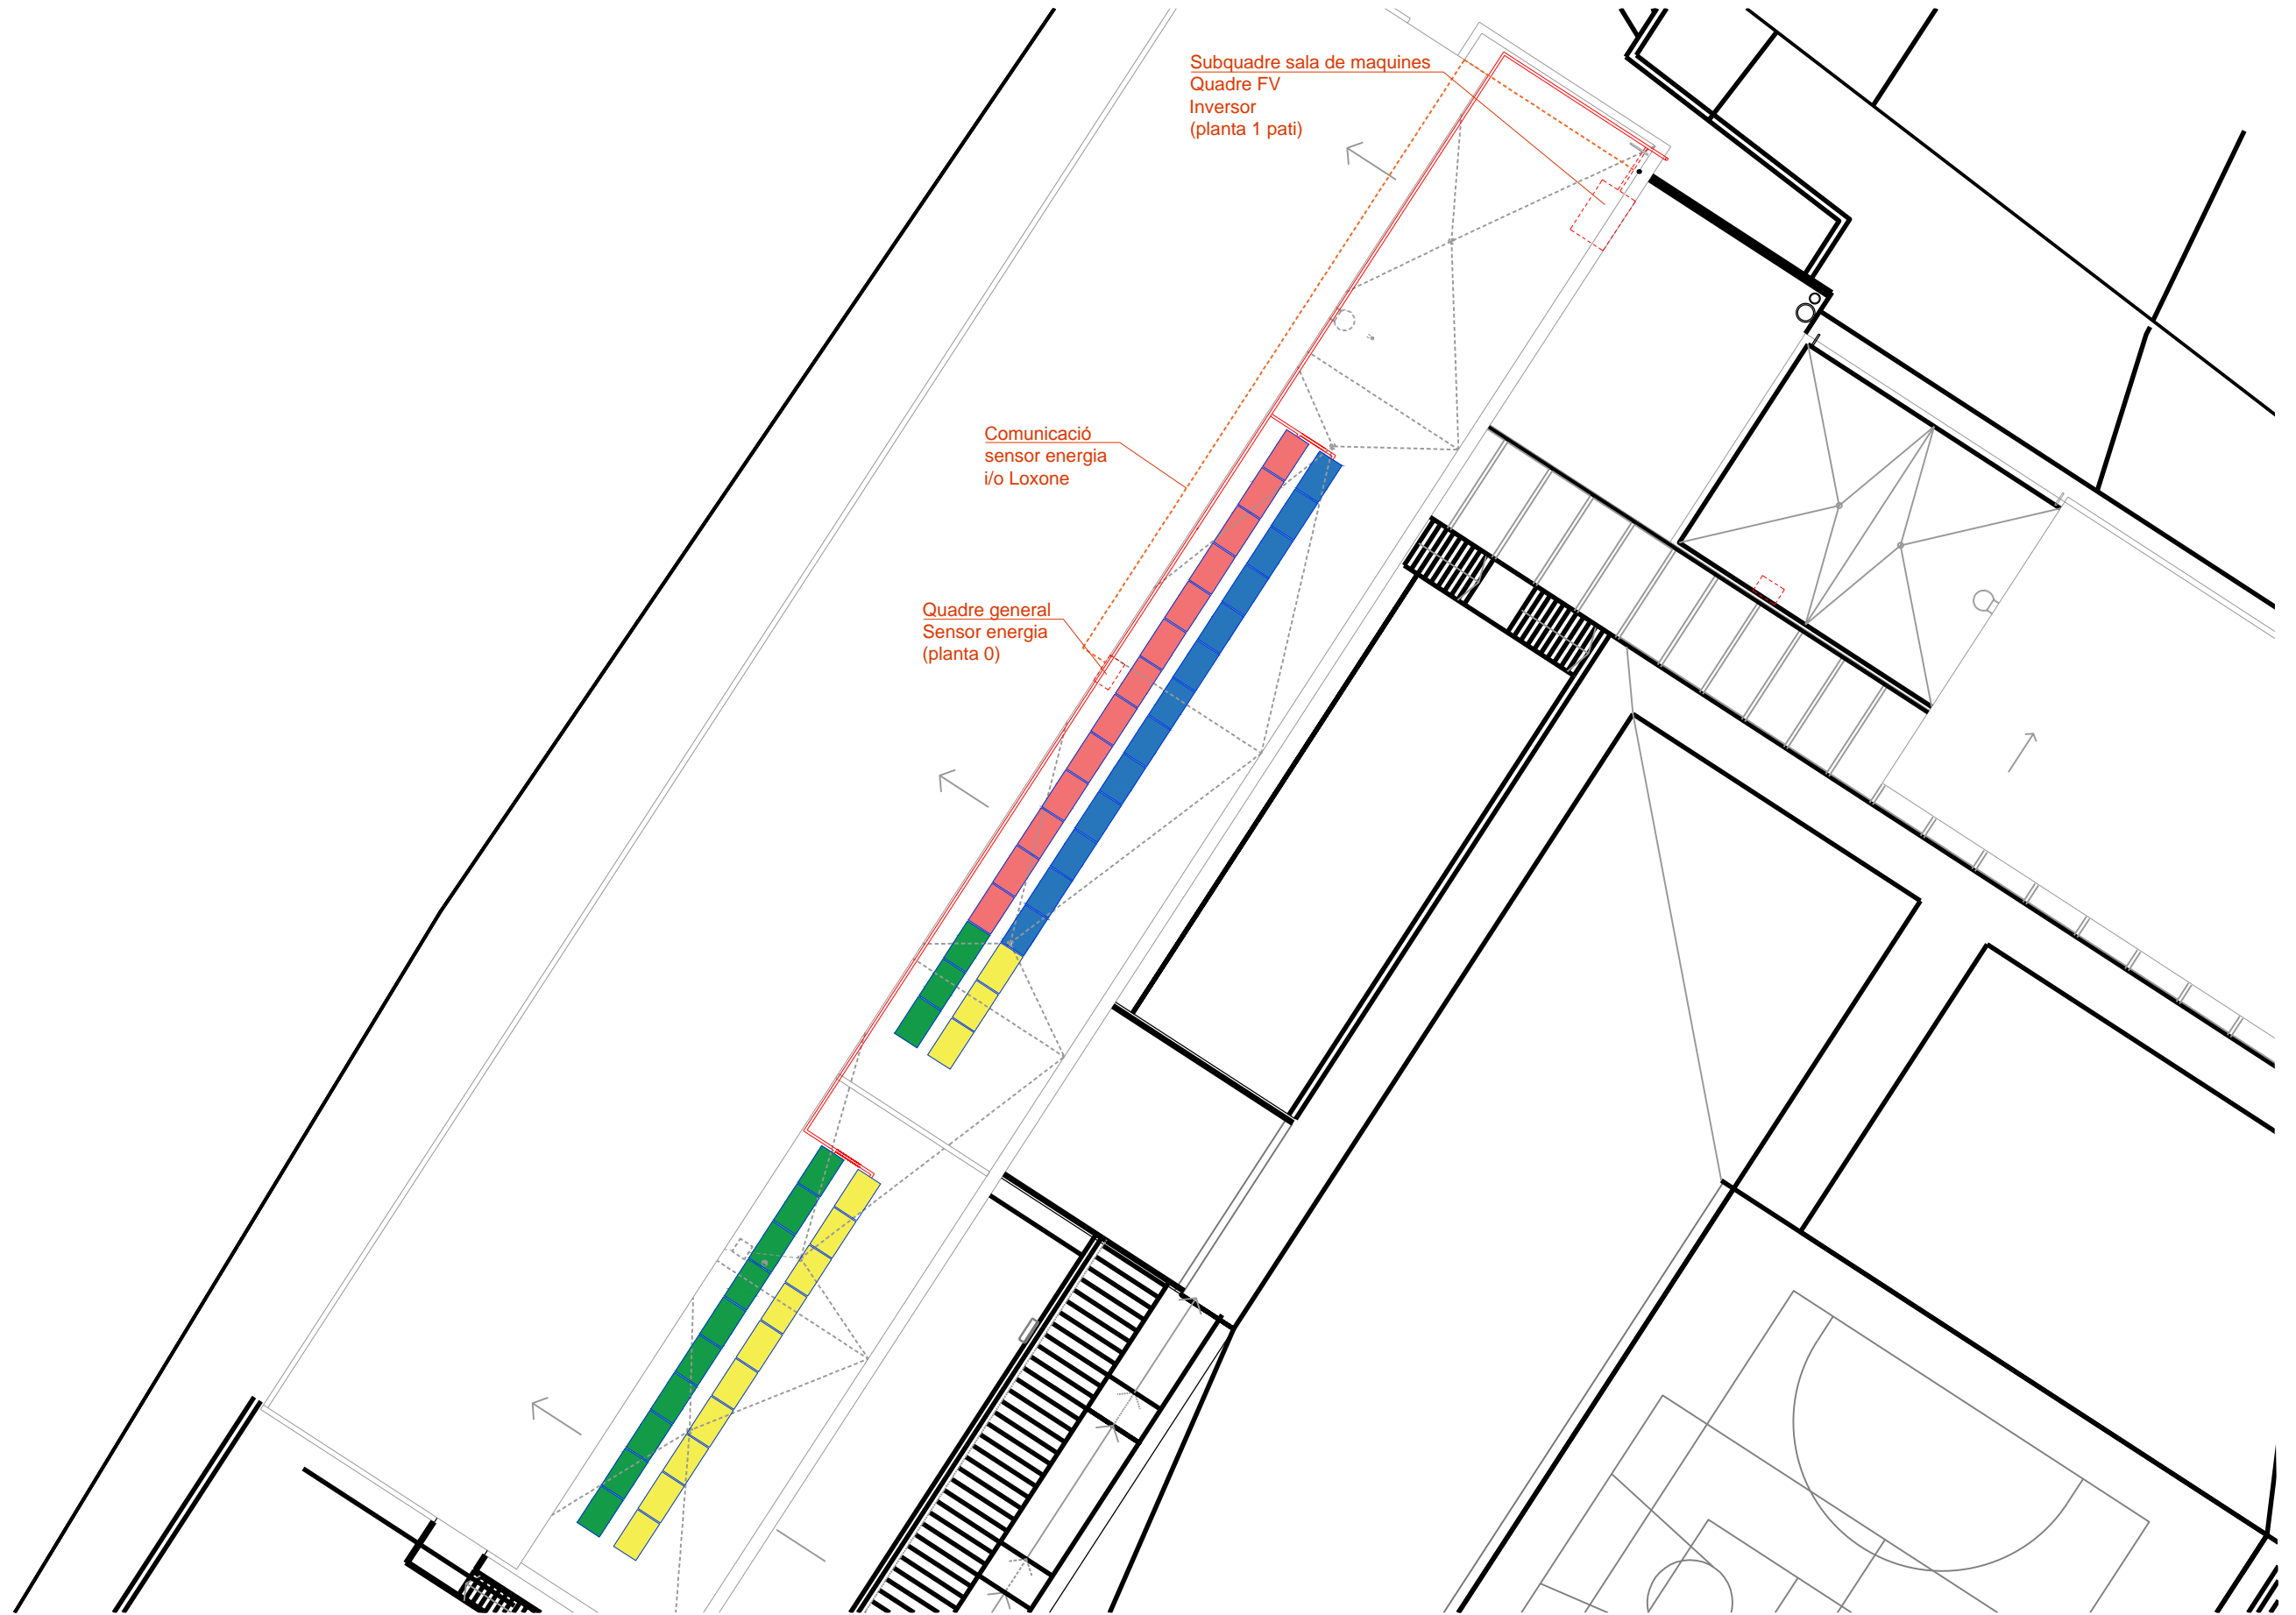 Subquadre sala de maquines
Quadre FV
Inversor
(planta 1 pati)
Comunicació
sensor energia
i/o Loxone
Quadre general
Sensor energia
(planta 0)